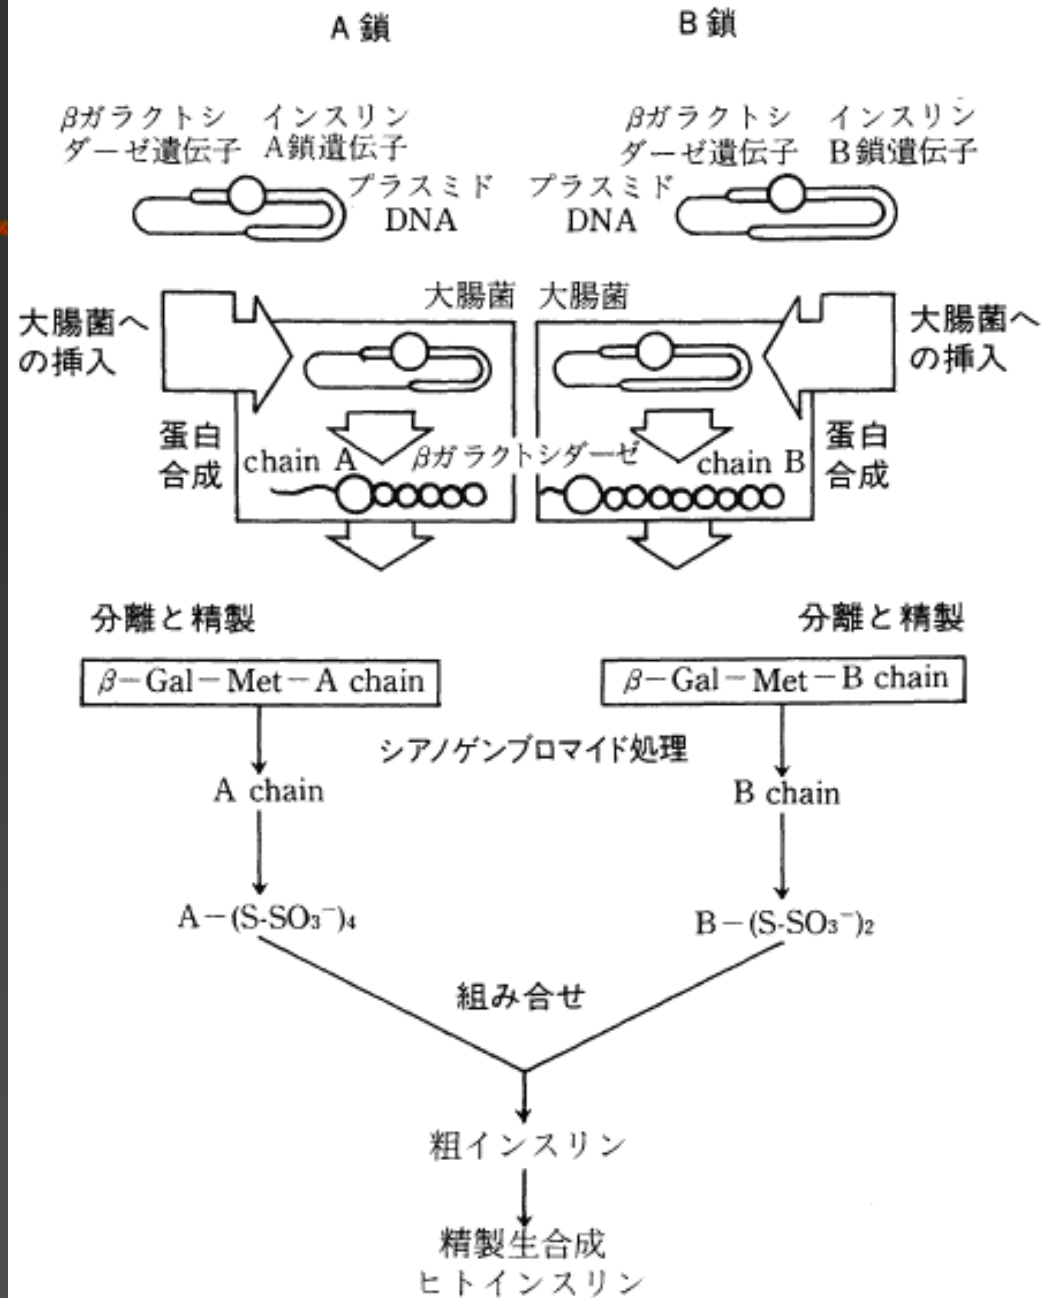 A鎖
B鎖
βガラクトシ
ダーゼ遺伝子
インスリン
A鎖遺伝子
プラスミド
DNA
βガラクトシ
ダーゼ遺伝子
インスリン
B鎖遺伝子
プラスミド
DNA
大腸菌へ
の挿入
大腸菌
大腸菌
大腸菌へ
の挿入
蛋白
合成
chain A
βガラクトシダーゼ
chain B
蛋白
合成
分離と精製
分離と精製
β-Gal-Met-A chain
β-Gal-Met-B chain
シアノゲンブロマイド処理
A chain
B chain
A-(S-SO₃⁻)₄
B-(S-SO₃⁻)₂
組み合せ
粗インスリン
精製生合成
ヒトインスリン